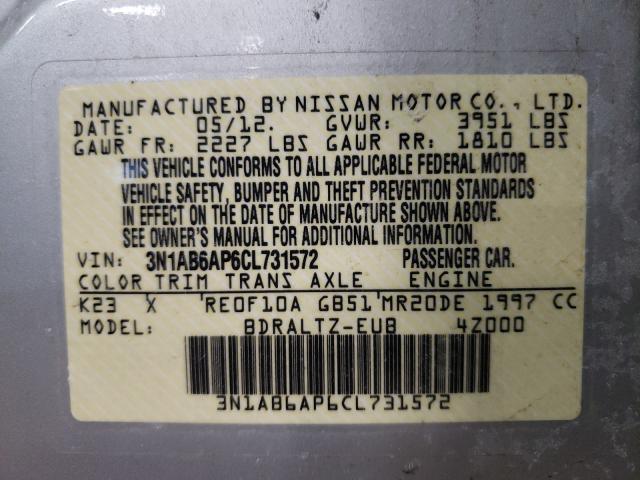 MANUFACTURED BY NISSAN MOTOR CO., LTD.
DATE: 05/12. GVWR: 3951 LBS
GAWR FR: 2227 LBS GAWR RR: 1810 LBS
THIS VEHICLE CONFORMS TO ALL APPLICABLE FEDERAL MOTOR
VEHICLE SAFETY, BUMPER AND THEFT PREVENTION STANDARDS
IN EFFECT ON THE DATE OF MANUFACTURE SHOWN ABOVE.
SEE OWNER'S MANUAL FOR ADDITIONAL INFORMATION.
VIN: 3N1AB6AP6CL731572 PASSENGER CAR.
COLOR TRIM TRANS AXLE ENGINE
K23 X 'RE0F10A GB51'MR20DE 1997 CC
MODEL: BDRALTZ-EUB 4Z000
3N1AB6AP6CL731572